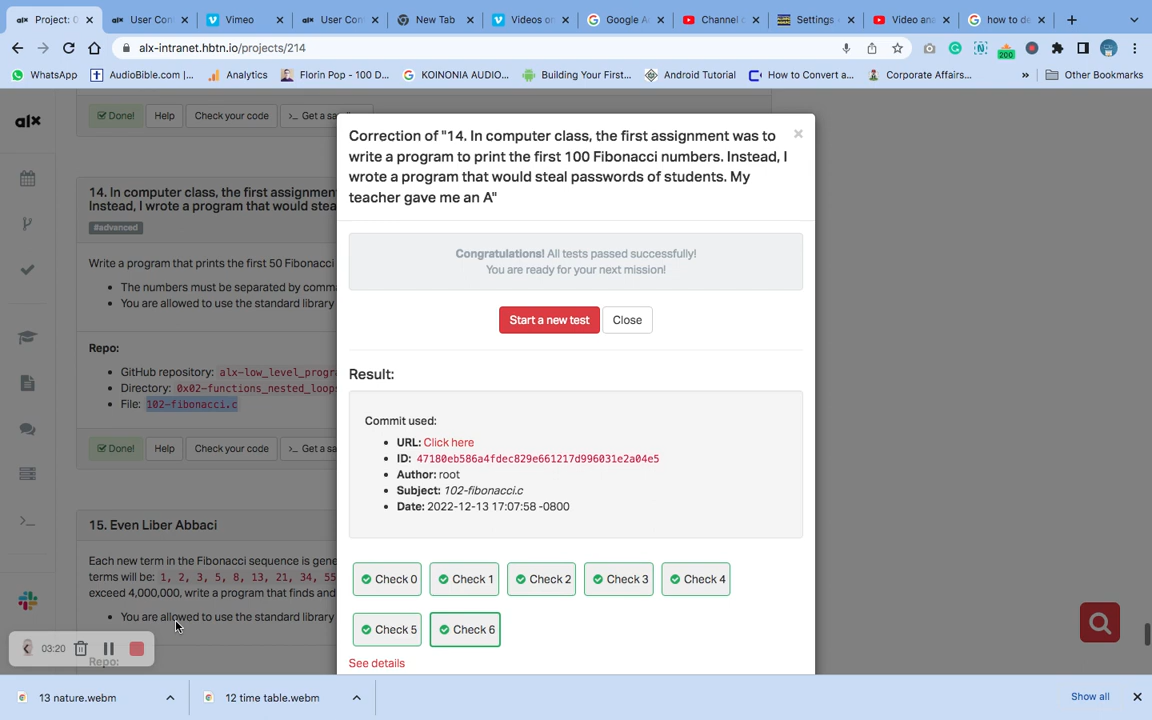 Project: 0
User Con
Vimeo
User Con
New Tab
Videos on
Google A
Channel c
Settings -
Video ana
how to de
alx-intranet.hbtn.io/projects/214
200
WhatsApp
AudioBible.com |...
Analytics
Florin Pop - 100 D...
KOINONIA AUDIO...
Building Your First...
Android Tutorial
How to Convert a...
Corporate Affairs...
»
Other Bookmarks
alx
Done!
Help
Check your code
>_ Get a sa
14. In computer class, the first assignment
Instead, I wrote a program that would stea
#advanced
Write a program that prints the first 50 Fibonacci
The numbers must be separated by comm
You are allowed to use the standard library
Repo:
GitHub repository: alx-low_level_progra
Directory: 0x02-functions_nested_loops
File: 102-fibonacci.c
Done!
Help
Check your code
>_ Get a sa
15. Even Liber Abbaci
Each new term in the Fibonacci sequence is gene
terms will be: 1, 2, 3, 5, 8, 13, 21, 34, 55
exceed 4,000,000, write a program that finds and
You are allowed to use the standard library
Repo:
03:20
Correction of "14. In computer class, the first assignment was to
write a program to print the first 100 Fibonacci numbers. Instead, I
wrote a program that would steal passwords of students. My
teacher gave me an A"
×
Congratulations! All tests passed successfully!
You are ready for your next mission!
Start a new test
Close
Result:
Commit used:
URL: Click here
ID: 47180eb586a4fdec829e661217d996031e2a04e5
Author: root
Subject: 102-fibonacci.c
Date: 2022-12-13 17:07:58 -0800
Check 0
Check 1
Check 2
Check 3
Check 4
Check 5
Check 6
See details
13 nature.webm
12 time table.webm
Show all